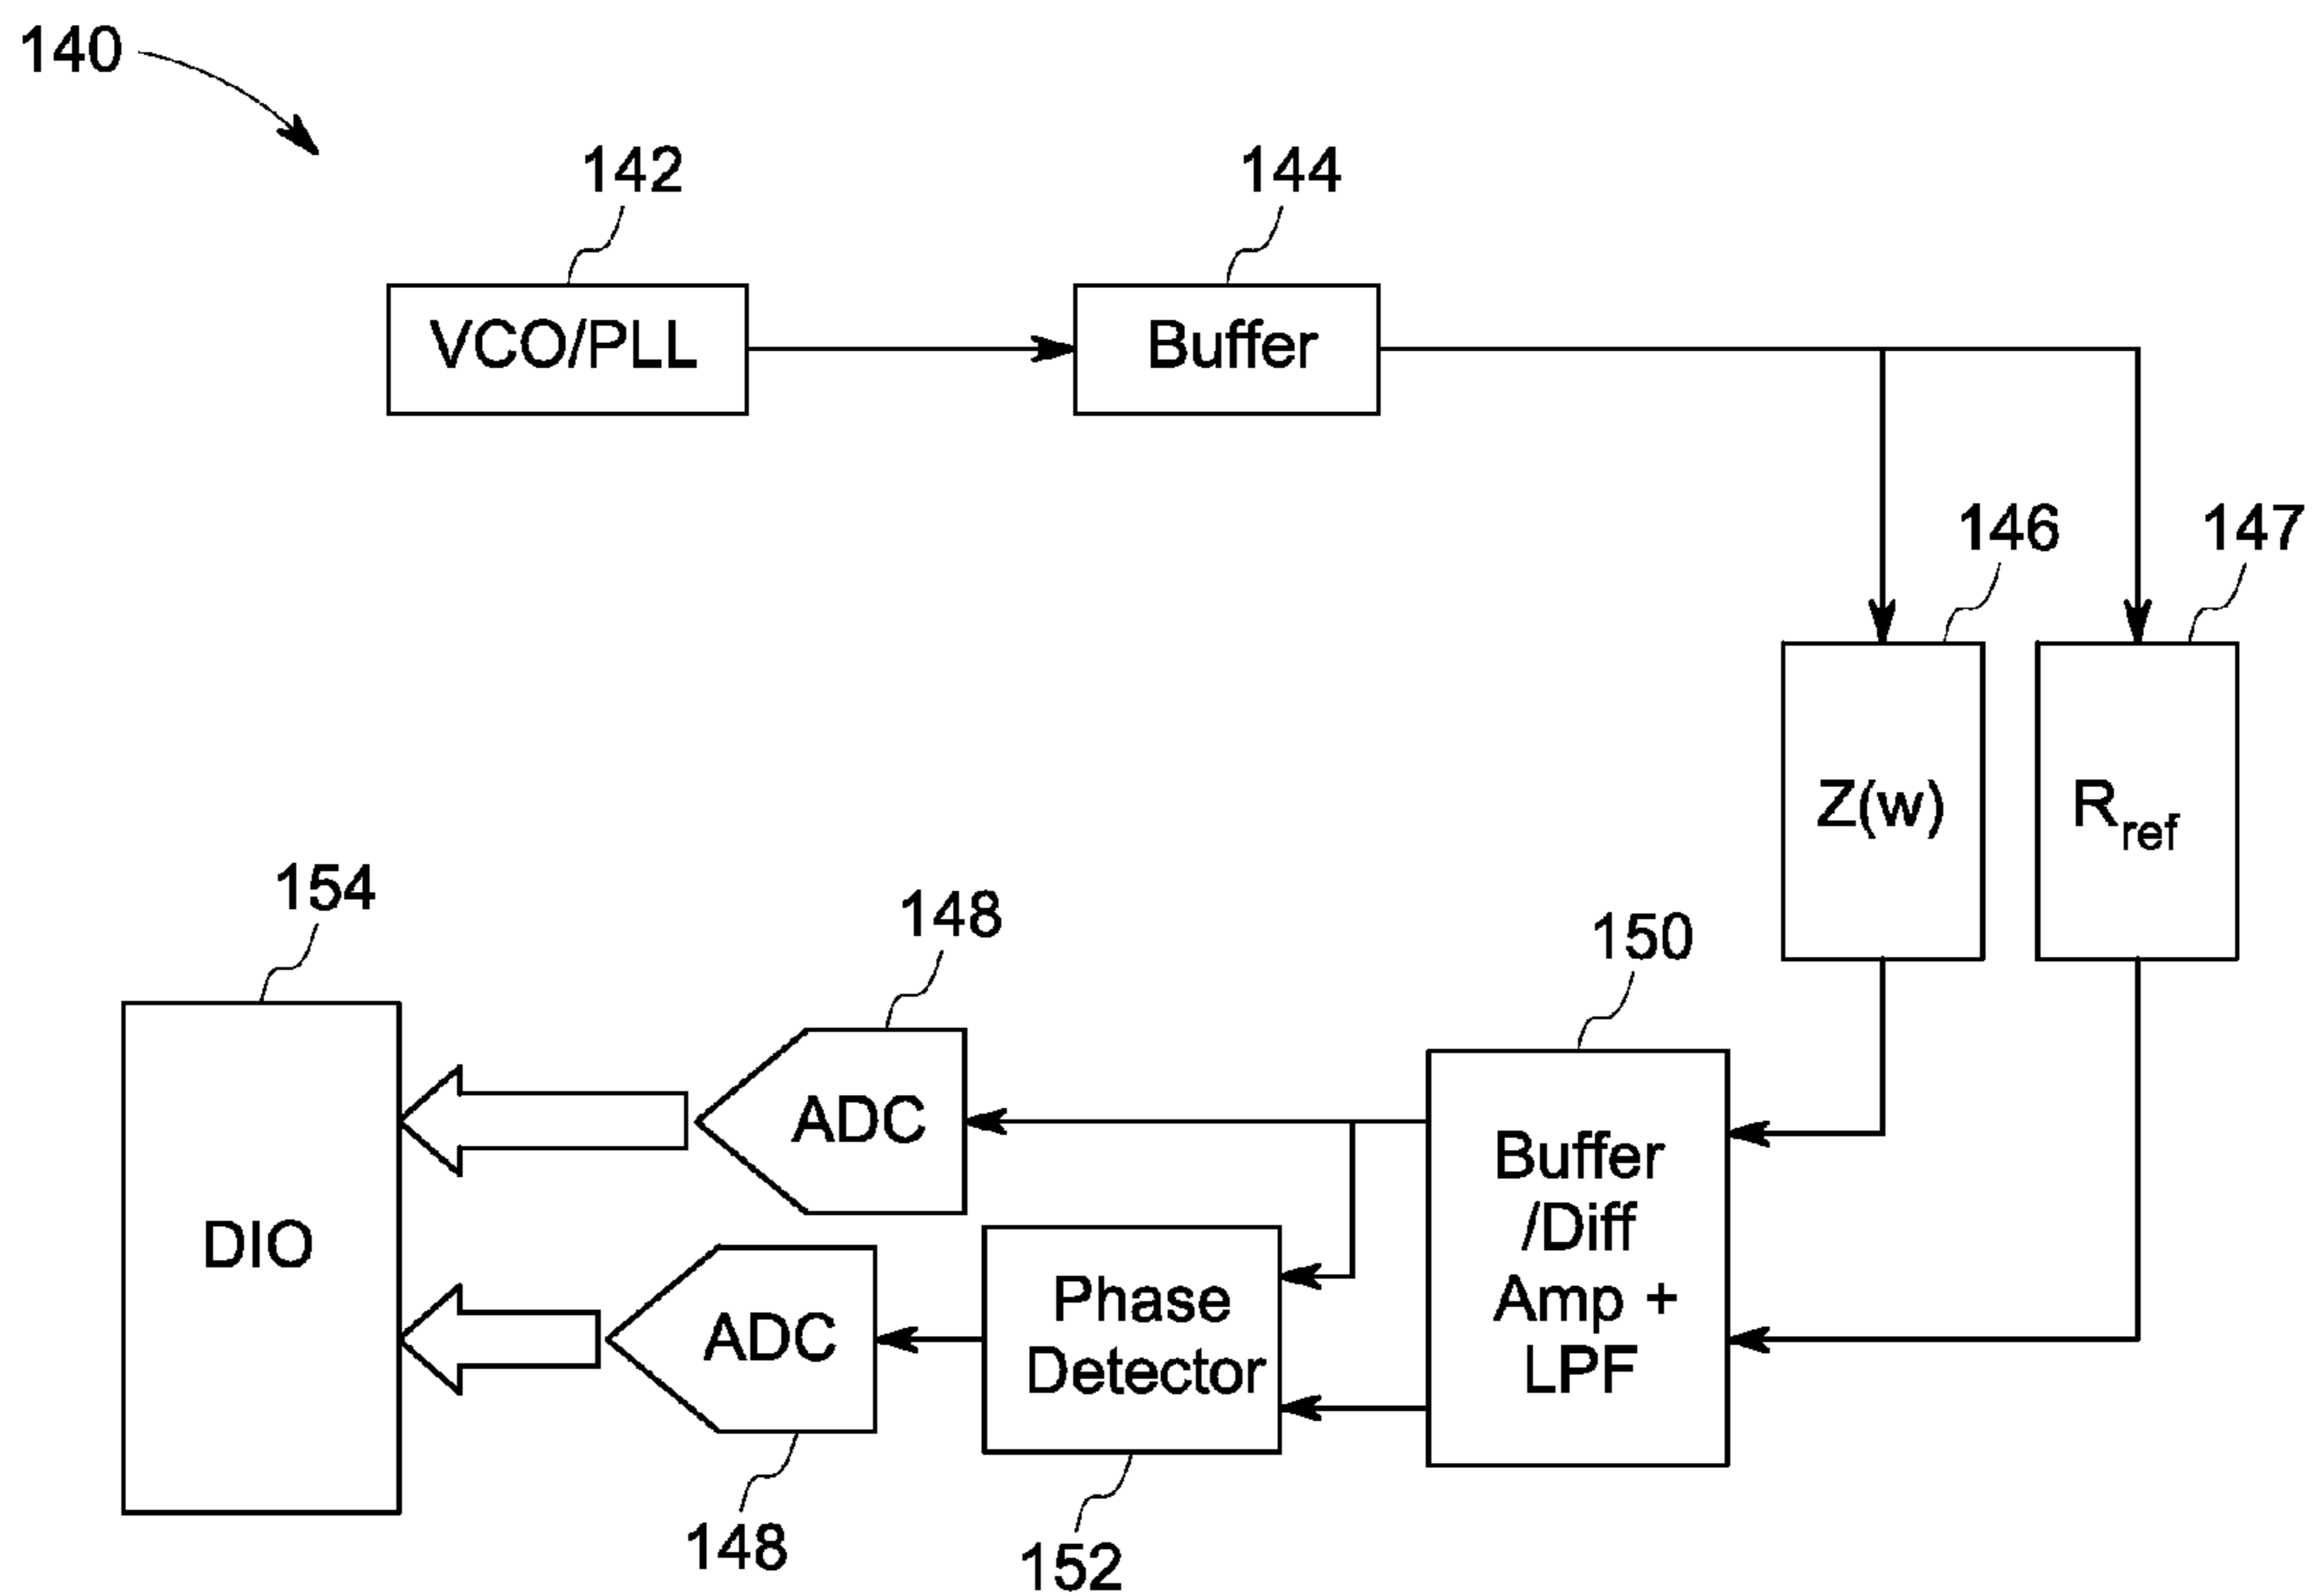 140
142
144
VCO/PLL
Buffer
146
147
Z(w)
R_ref
154
148
150
DIO
ADC
Buffer
/Diff
Amp +
LPF
Phase
Detector
ADC
148
152